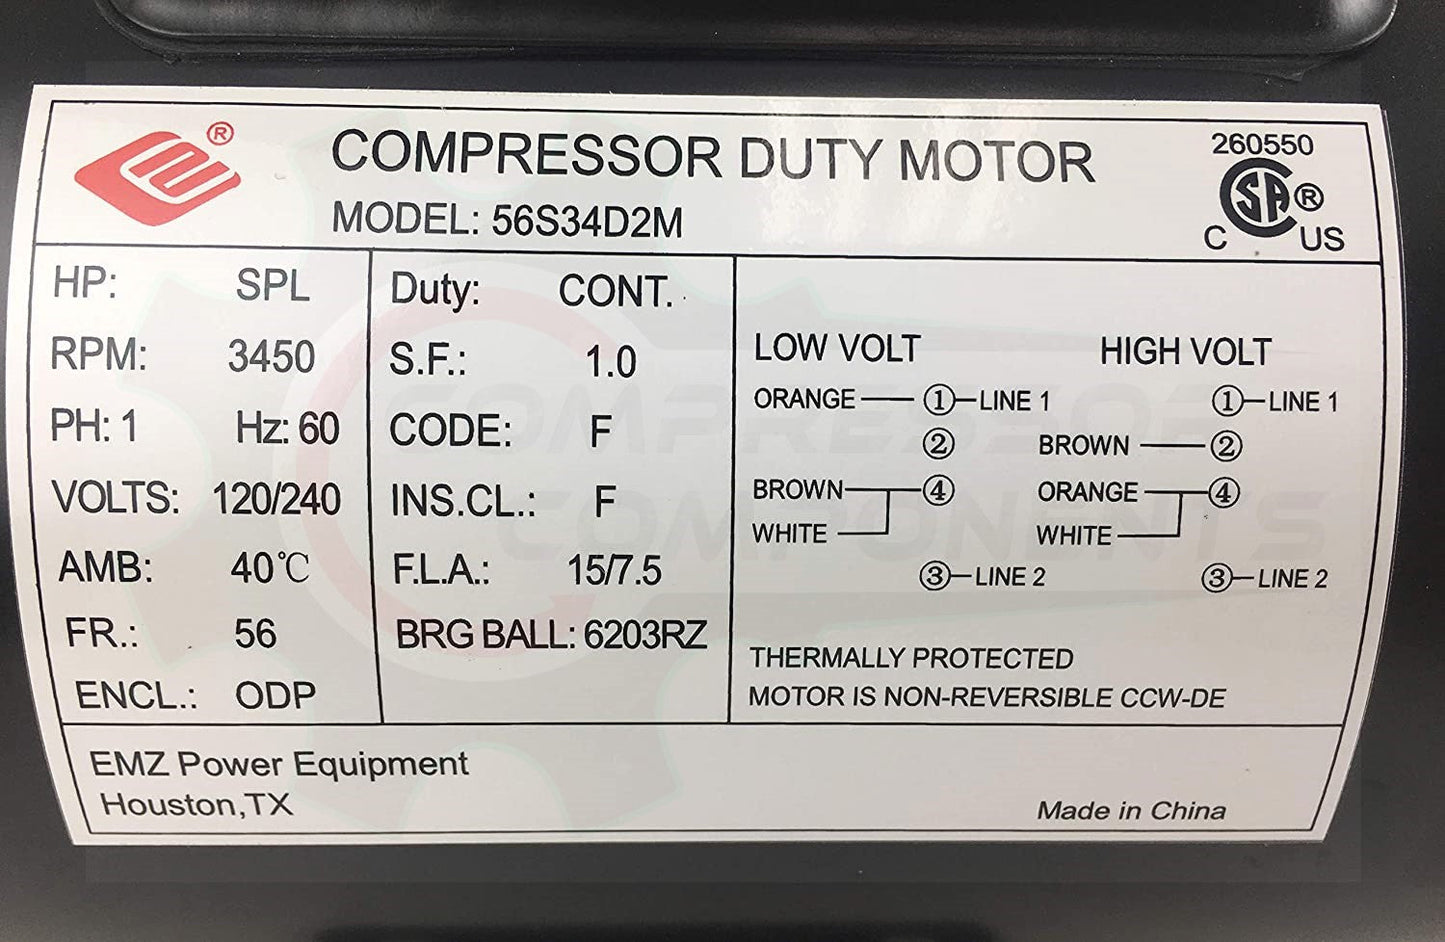 COMPRESSOR DUTY MOTOR
MODEL: 56S34D2M
260550
C US
HP: SPL
RPM: 3450
PH: 1 Hz: 60
VOLTS: 120/240
AMB: 40℃
FR.: 56
ENCL.: ODP
Duty: CONT.
S.F.: 1.0
CODE: F
INS.CL.: F
F.L.A.: 15/7.5
BRG BALL: 6203RZ
LOW VOLT
ORANGE ① LINE 1
②
BROWN ④
WHITE
③ LINE 2
HIGH VOLT
① LINE 1
BROWN ②
ORANGE ④
WHITE
③ LINE 2
THERMALLY PROTECTED
MOTOR IS NON-REVERSIBLE CCW-DE
EMZ Power Equipment
Houston,TX
Made in China
COMPRESSOR
COMPONENTS